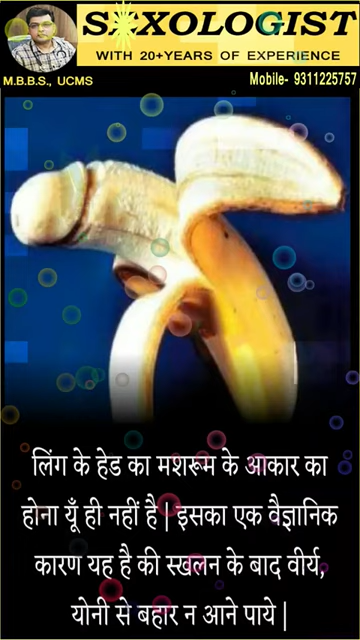 SEXOLOGIST
WITH 20+YEARS OF EXPERIENCE
M.B.B.S., UCMS
Mobile- 9311225757
लिंग के हेड का मशरूम के आकार का
होना यूँ ही नहीं है | इसका एक वैज्ञानिक
कारण यह है की स्खलन के बाद वीर्य,
योनी से बहार न आने पाये |